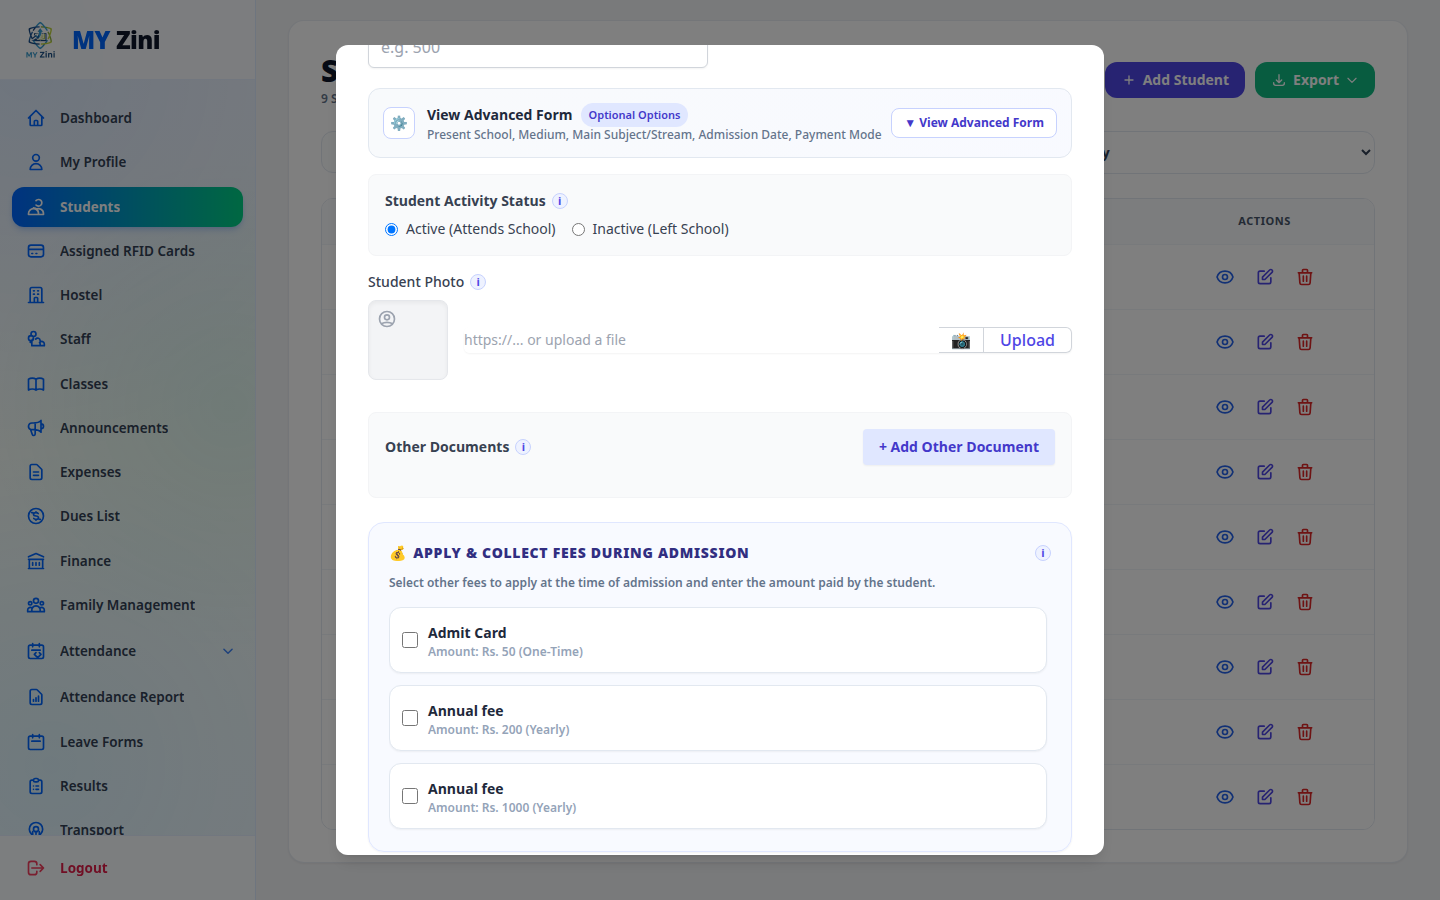 MY Zini
MY Zini
Dashboard
My Profile
Students
Assigned RFID Cards
Hostel
Staff
Classes
Announcements
Expenses
Dues List
Finance
Family Management
Attendance
Attendance Report
Leave Forms
Results
Transport
Logout
+ Add Student
Export
ACTIONS
e.g. 500
View Advanced Form
Optional Options
Present School, Medium, Main Subject/Stream, Admission Date, Payment Mode
▼ View Advanced Form
Student Activity Status i
Active (Attends School)
Inactive (Left School)
Student Photo i
https://... or upload a file
Upload
Other Documents i
+ Add Other Document
💰 APPLY & COLLECT FEES DURING ADMISSION i
Select other fees to apply at the time of admission and enter the amount paid by the student.
Admit Card
Amount: Rs. 50 (One-Time)
Annual fee
Amount: Rs. 200 (Yearly)
Annual fee
Amount: Rs. 1000 (Yearly)